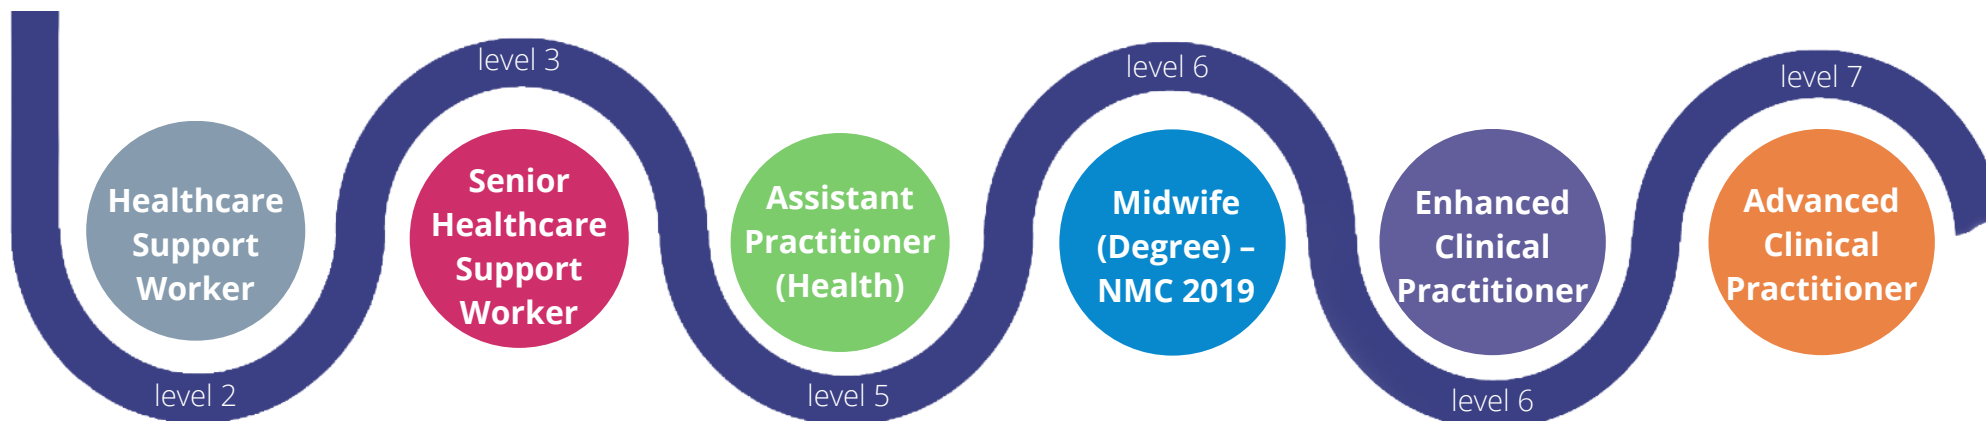 Healthcare
Support
Worker
level 2
level 3
Senior
Healthcare
Support
Worker
Assistant
Practitioner
(Health)
level 5
level 6
Midwife
(Degree) –
NMC 2019
Enhanced
Clinical
Practitioner
level 6
level 7
Advanced
Clinical
Practitioner